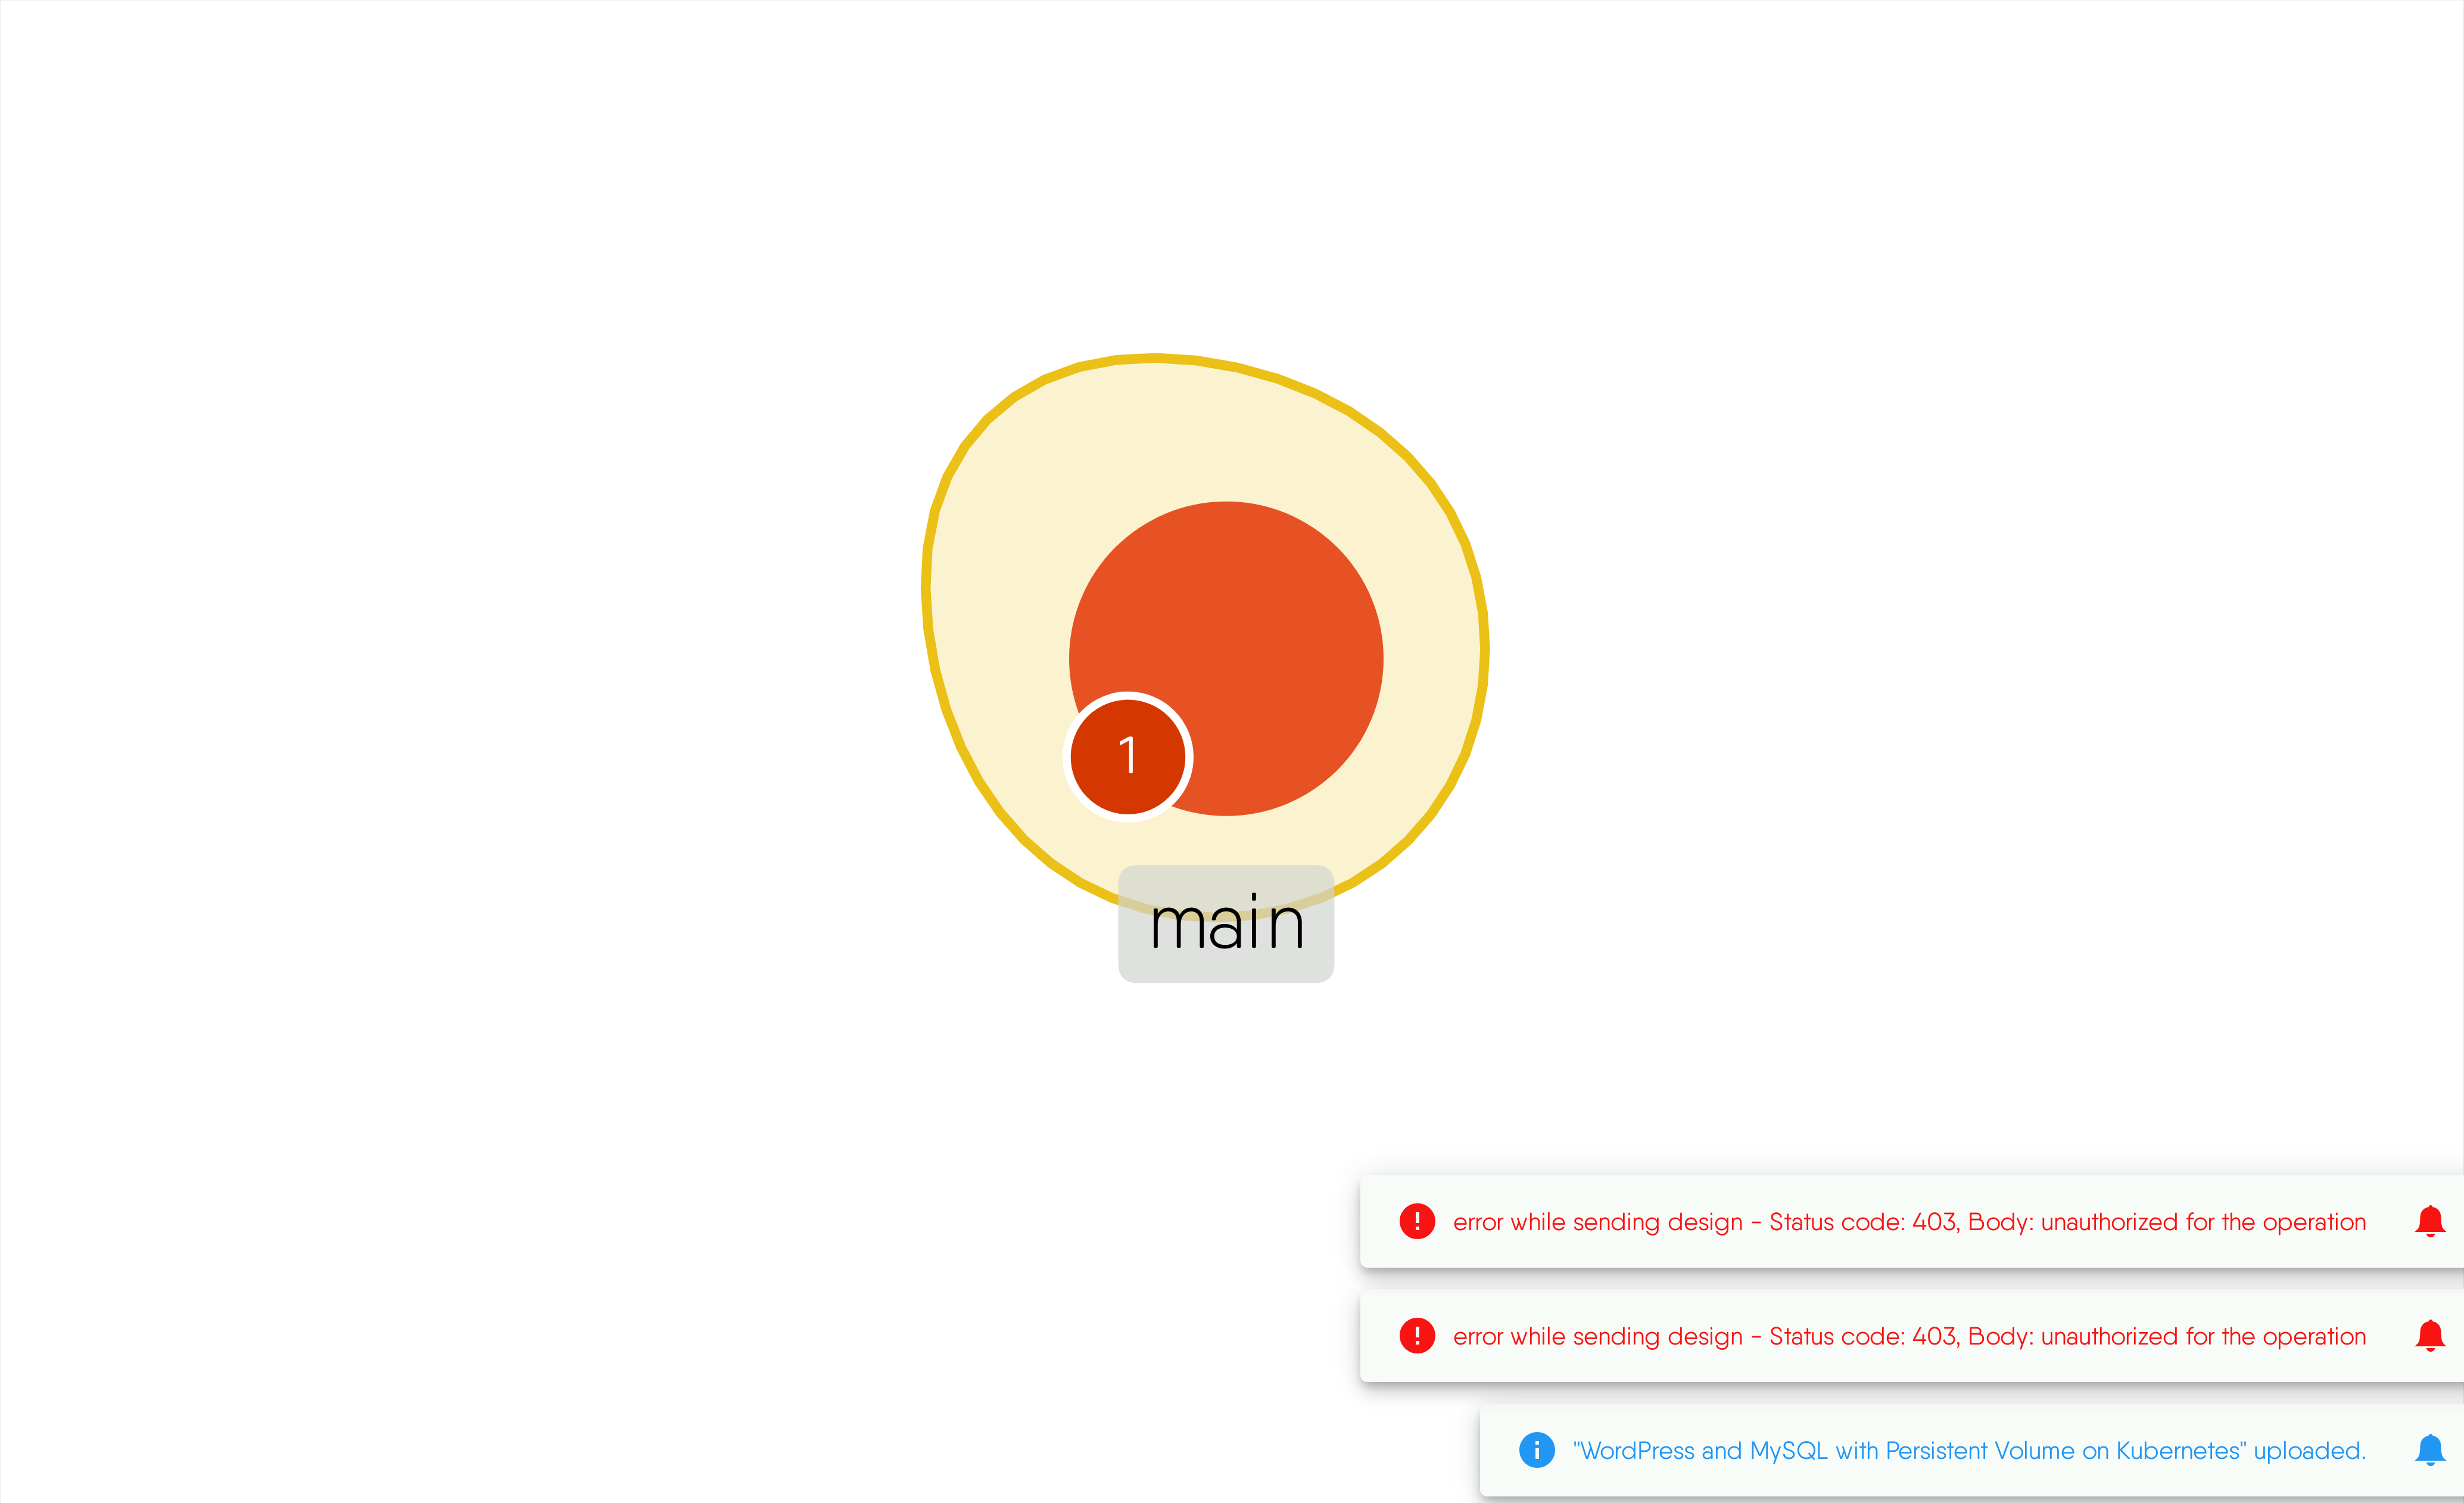 1
main
error while sending design - Status code: 403, Body: unauthorized for the operation
error while sending design - Status code: 403, Body: unauthorized for the operation
"WordPress and MySQL with Persistent Volume on Kubernetes" uploaded.